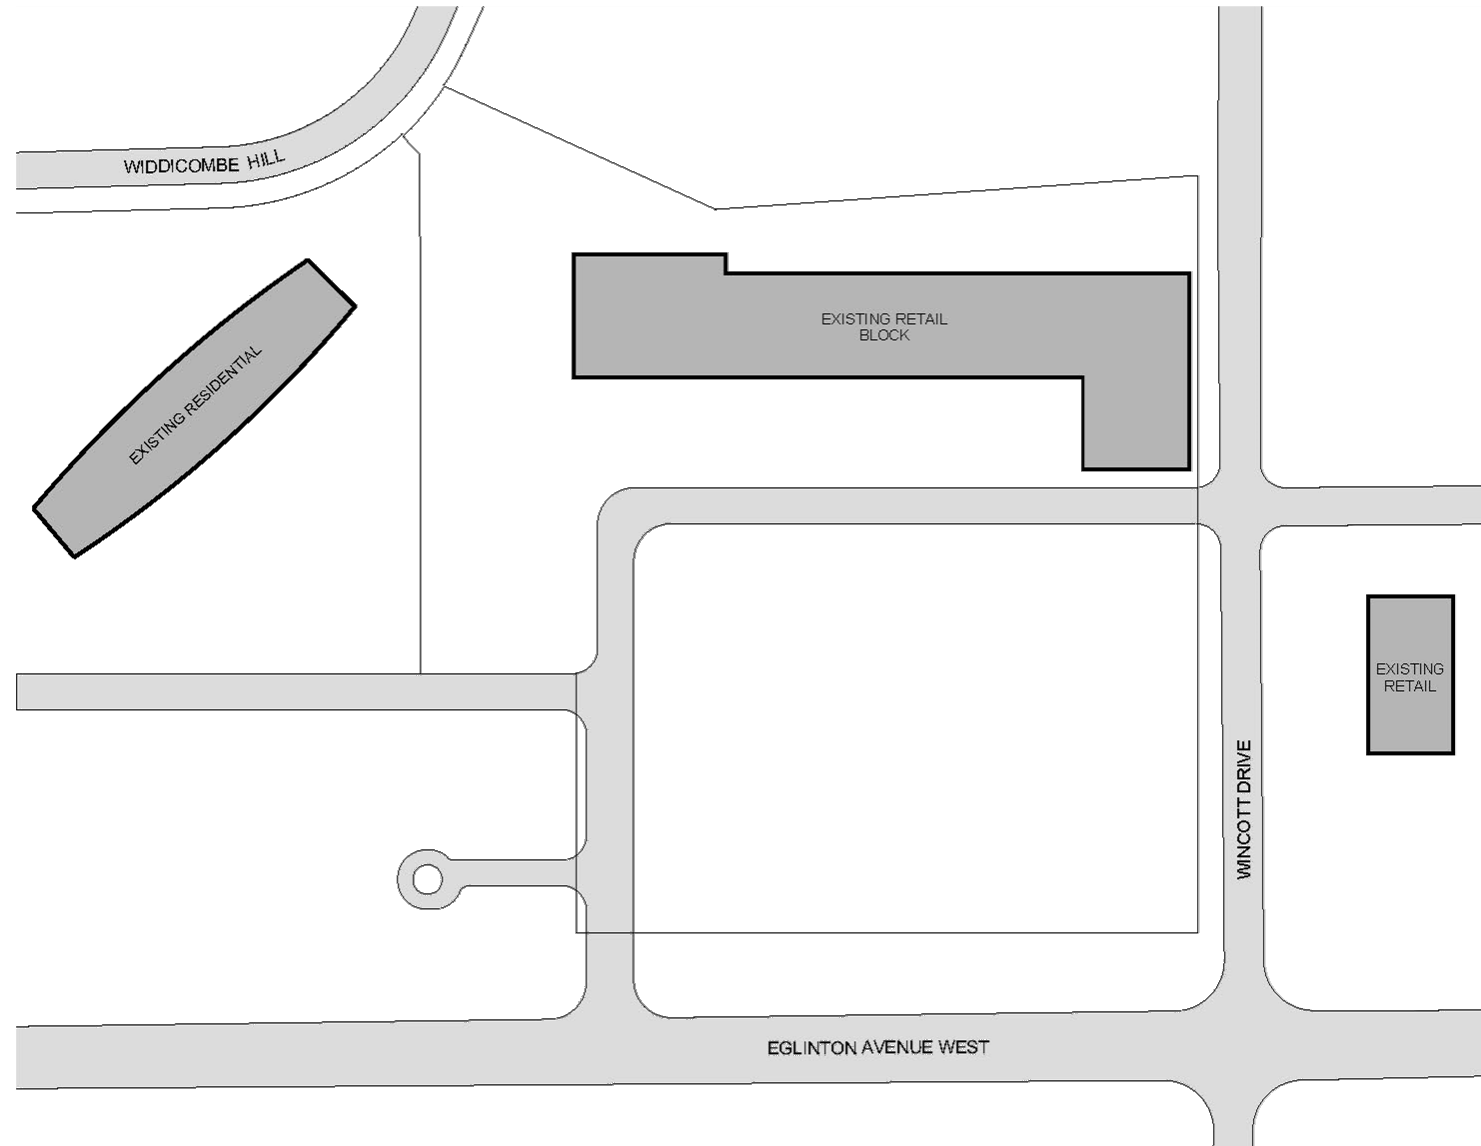 WIDDICOMBE HILL
EXISTING RETAIL
BLOCK
EXISTING RESIDENTIAL
EXISTING
RETAIL
WINCOTT DRIVE
EGLINTON AVENUE WEST